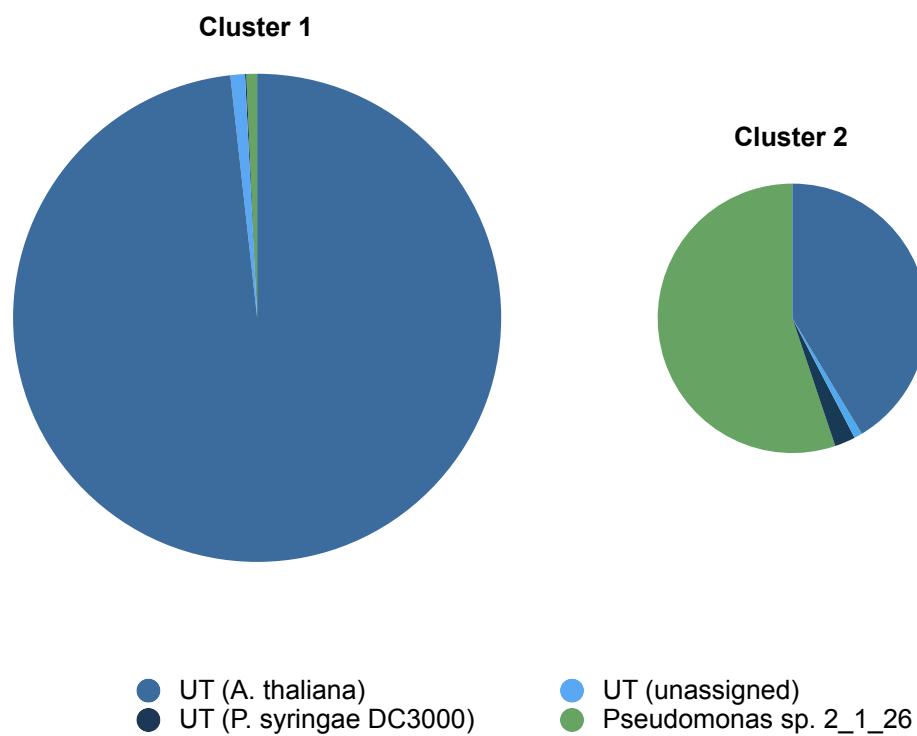 Cluster 1
Cluster 2
UT (A. thaliana)
UT (unassigned)
UT (P. syringae DC3000)
Pseudomonas sp. 2_1_26